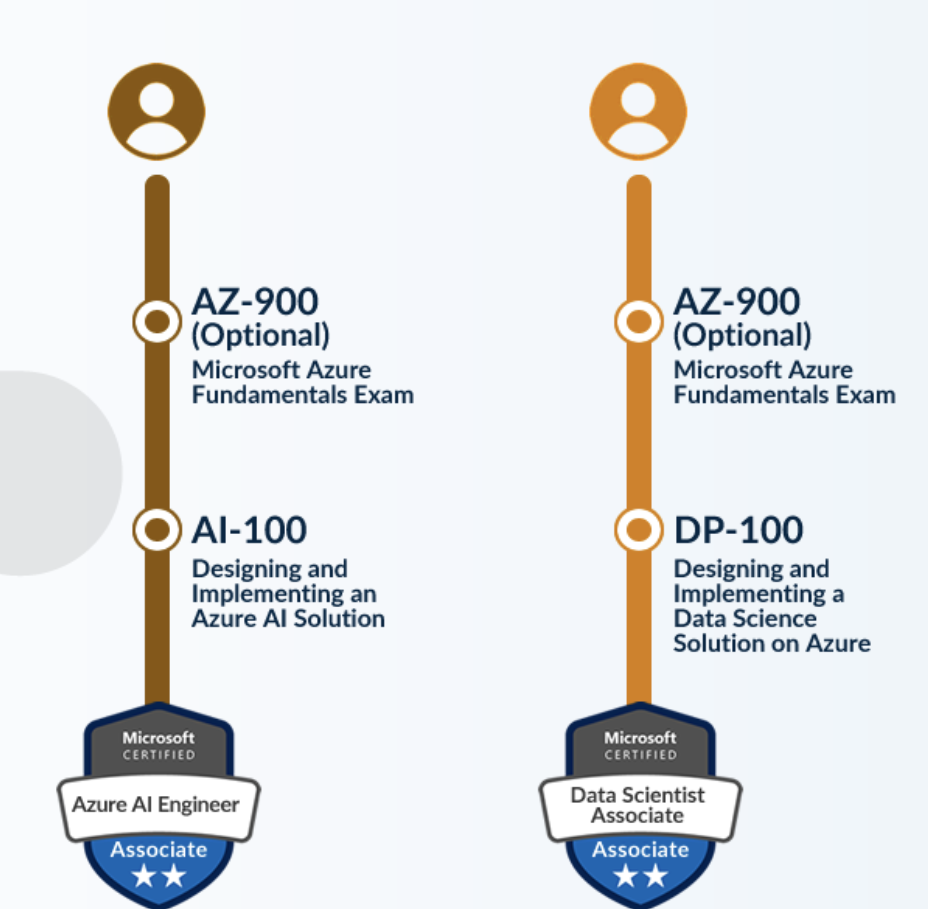 AZ-900
(Optional)
Microsoft Azure
Fundamentals Exam
AI-100
Designing and
Implementing an
Azure AI Solution
Microsoft
CERTIFIED
Azure AI Engineer
Associate
AZ-900
(Optional)
Microsoft Azure
Fundamentals Exam
DP-100
Designing and
Implementing a
Data Science
Solution on Azure
Microsoft
CERTIFIED
Data Scientist
Associate
Associate